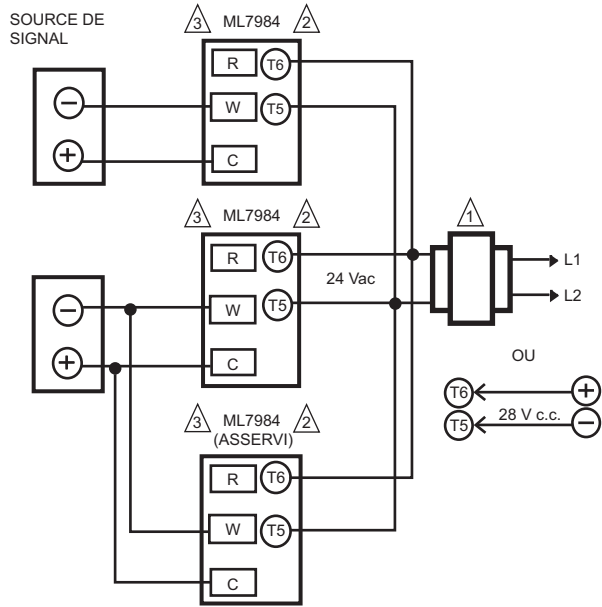 SOURCE DE
SIGNAL
3 ML7984 2
R T6
− W T5
+ C
3 ML7984 2
R T6
24 Vac
− W T5
+ C
1
L1
L2
OU
T6 +
T5 28 V c.c. −
3 ML7984 2
(ASSERVI)
R T6
W T5
C